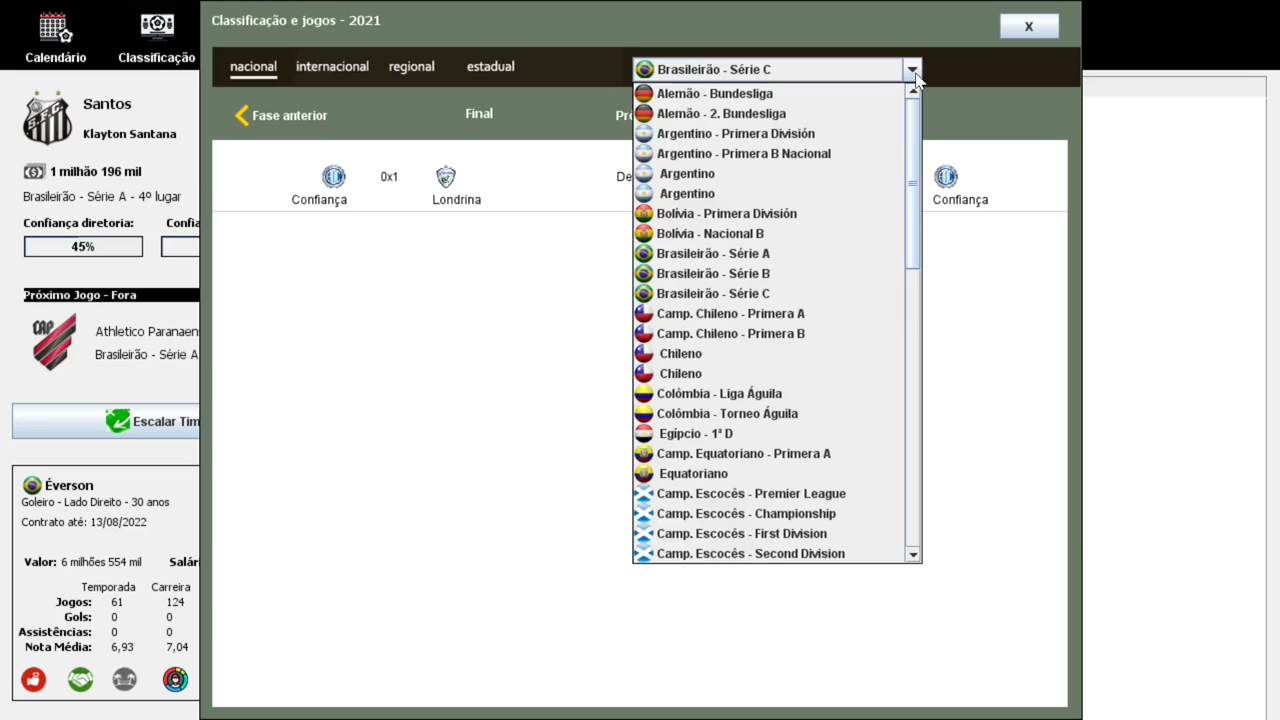 Classificação e jogos - 2021
X
Calendário
Classificação
nacional
internacional
regional
estadual
Brasileirão - Série C
Fase anterior
Final
Santos
Klayton Santana
1 milhão 196 mil
Brasileirão - Série A - 4º lugar
Confiança diretoria:
45%
Próximo Jogo - Fora
CAP
Brasileirão - Série A
Escalar Tim
Confiança
0x1
Londrina
Confiança
Alemão - Bundesliga
Alemão - 2. Bundesliga
Argentino - Primera División
Argentino - Primera B Nacional
Argentino
Argentino
Bolívia - Primera División
Bolívia - Nacional B
Brasileirão - Série A
Brasileirão - Série B
Brasileirão - Série C
Camp. Chileno - Primera A
Camp. Chileno - Primera B
Chileno
Chileno
Colómbia - Liga Águila
Colómbia - Torneo Águila
Egípcio - 1ª D
Camp. Equatoriano - Primera A
Equatoriano
Camp. Escocês - Premier League
Camp. Escocês - Championship
Camp. Escocês - First Division
Camp. Escocês - Second Division
Éverson
Goleiro - Lado Direito - 30 anos
Contrato até: 13/08/2022
Valor: 6 milhões 554 mil Salári
Temporada Carreira
Jogos: 61 124
Gols: 0 0
Assistências: 0 0
Nota Média: 6,93 7,04